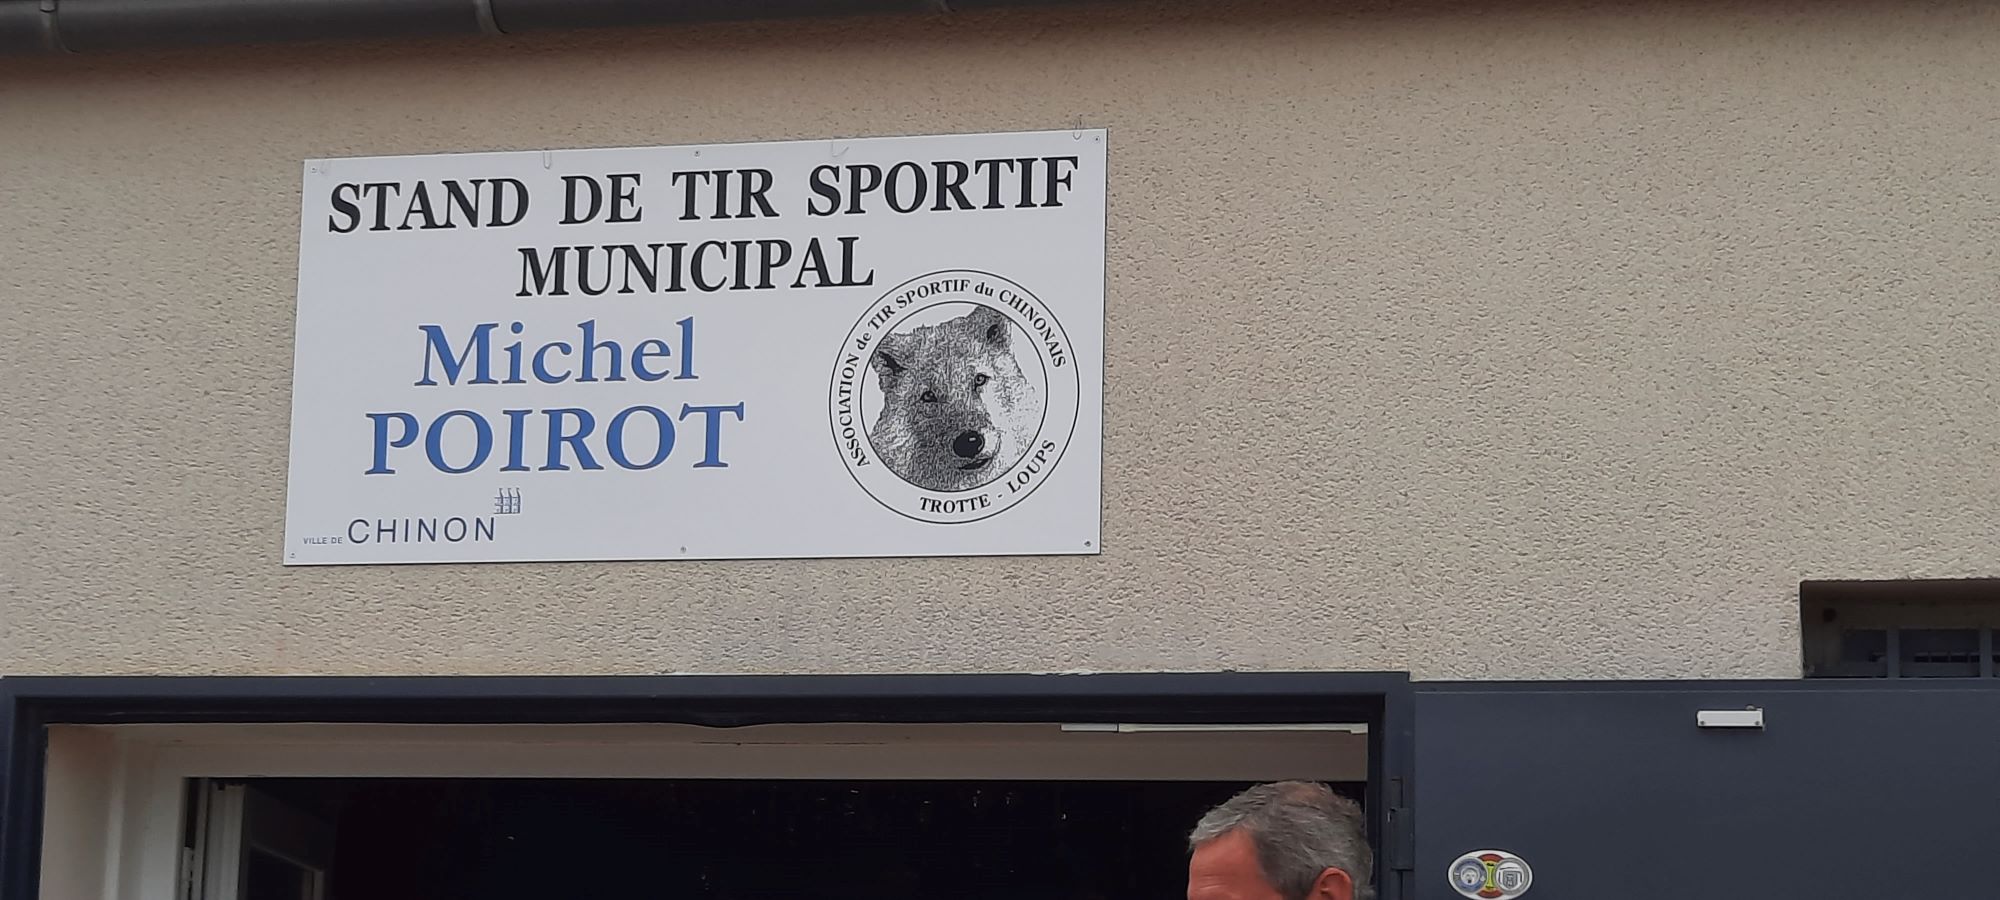 STAND DE TIR SPORTIF
MUNICIPAL
Michel
POIROT
VILLE DE CHINON
ASSOCIATION de TIR SPORTIF du CHINONAIS
TROTTE - LOUPS